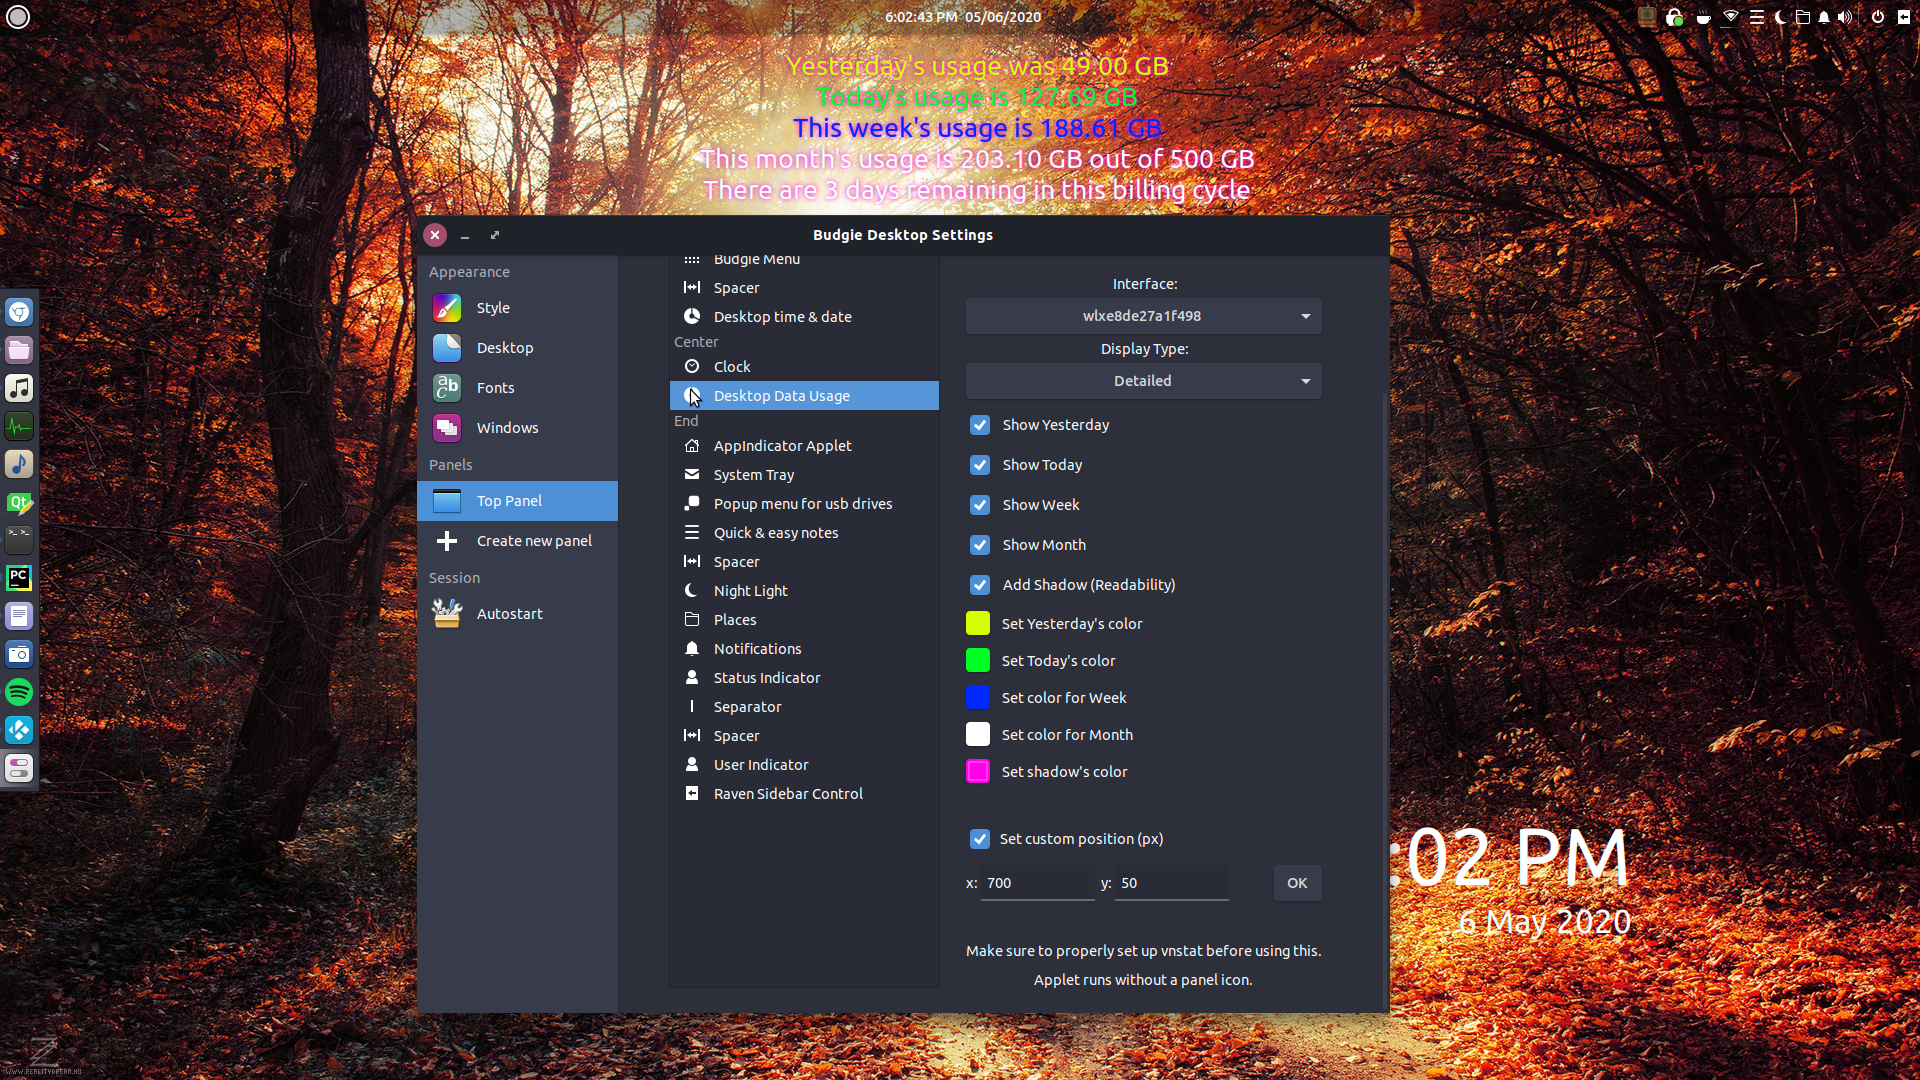 6:02:43 PM 05/06/2020
Yesterday's usage was 49.00 GB
Today's usage is 127.69 GB
This week's usage is 188.61 GB
This month's usage is 203.10 GB out of 500 GB
There are 3 days remaining in this billing cycle
Budgie Desktop Settings
Appearance
Style
Desktop
Fonts
Windows
Panels
Top Panel
Create new panel
Session
Autostart
Budgie Menu
Spacer
Desktop time & date
Center
Clock
Desktop Data Usage
End
AppIndicator Applet
System Tray
Popup menu for usb drives
Quick & easy notes
Spacer
Night Light
Places
Notifications
Status Indicator
Separator
Spacer
User Indicator
Raven Sidebar Control
Interface:
wlxe8de27a1f498
Display Type:
Detailed
Show Yesterday
Show Today
Show Week
Show Month
Add Shadow (Readability)
Set Yesterday's color
Set Today's color
Set color for Week
Set color for Month
Set shadow's color
Set custom position (px)
x: 700 y: 50 OK
Make sure to properly set up vnstat before using this.
Applet runs without a panel icon.
:02 PM
6 May 2020
Qt
PC
abc
WWW.REALITYDREAM.HU